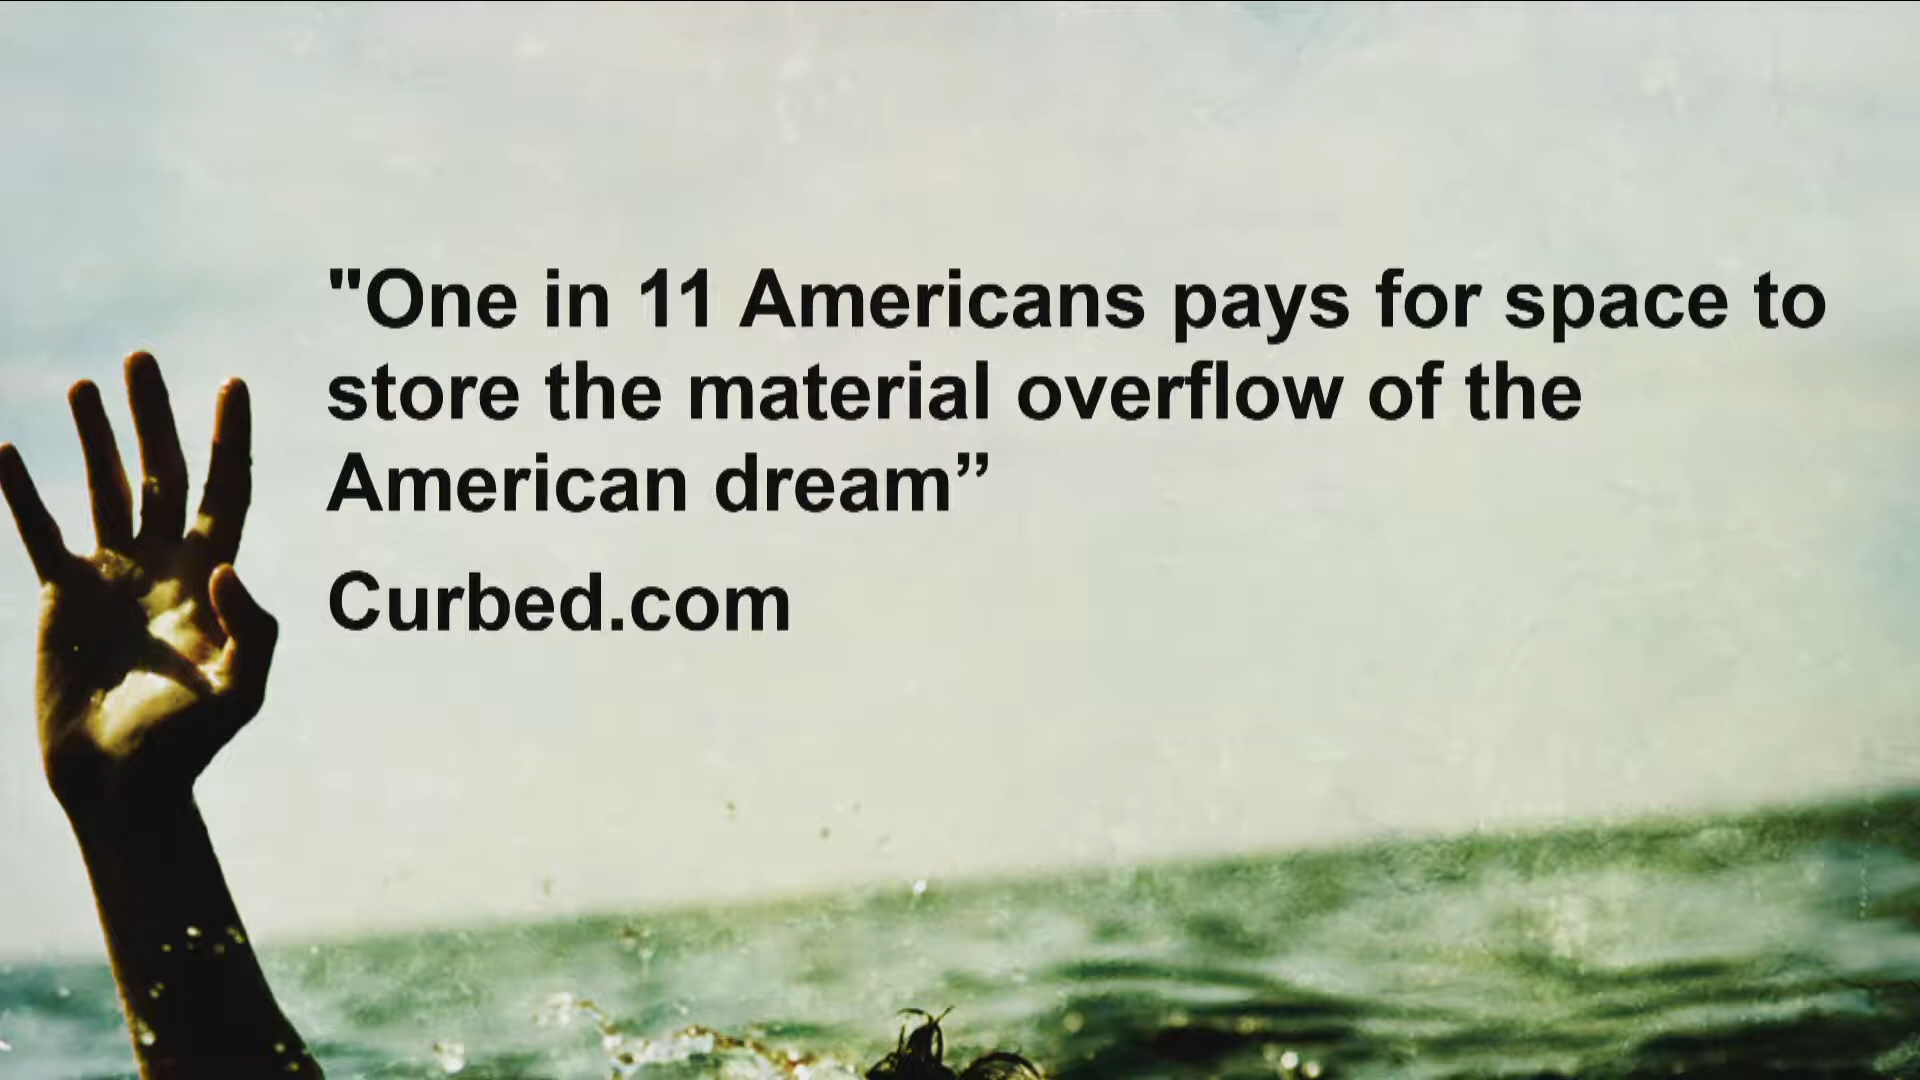 "One in 11 Americans pays for space to
store the material overflow of the
American dream”
Curbed.com